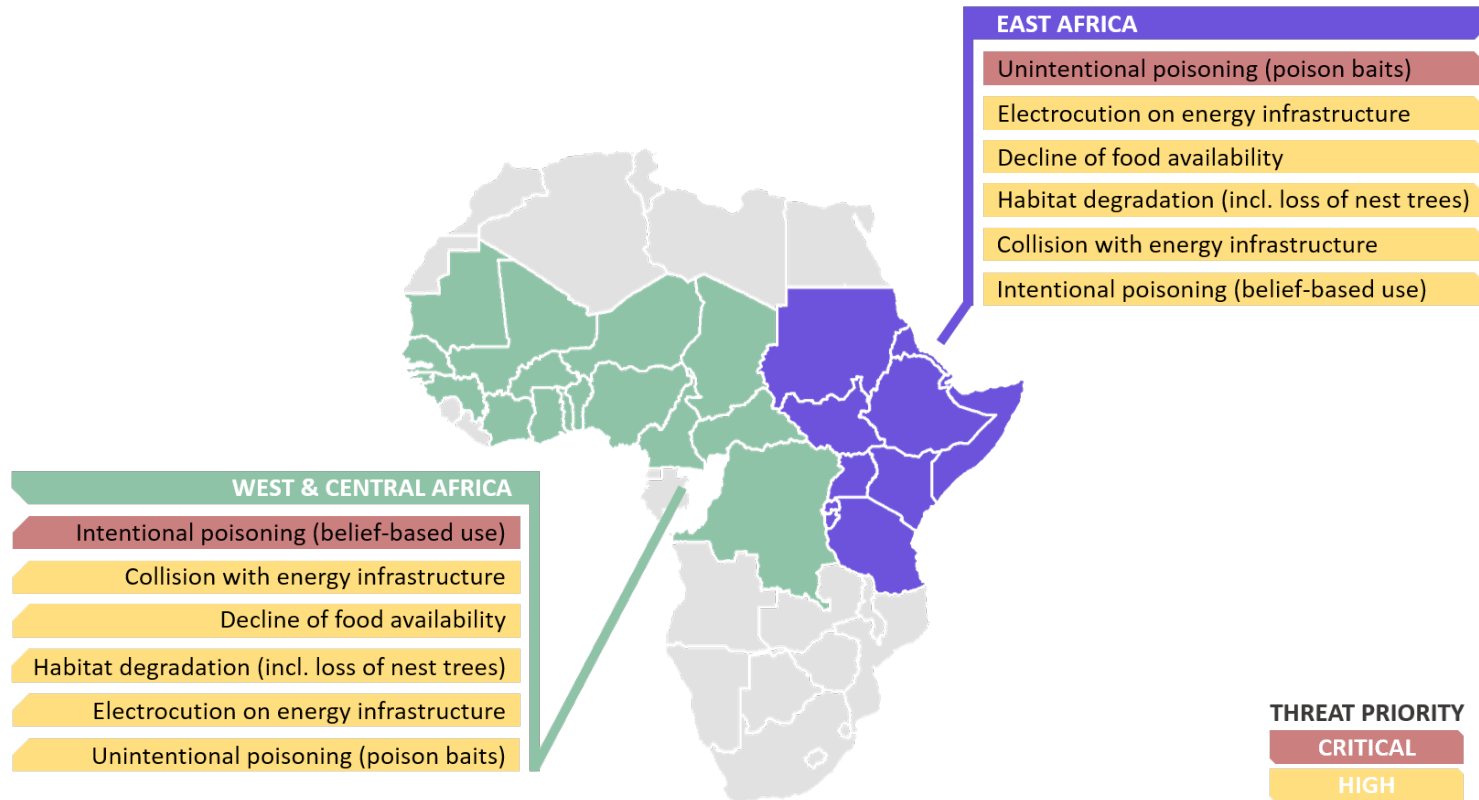 EAST AFRICA
Unintentional poisoning (poison baits)
Electrocution on energy infrastructure
Decline of food availability
Habitat degradation (incl. loss of nest trees)
Collision with energy infrastructure
Intentional poisoning (belief-based use)
WEST & CENTRAL AFRICA
Intentional poisoning (belief-based use)
Collision with energy infrastructure
Decline of food availability
Habitat degradation (incl. loss of nest trees)
Electrocution on energy infrastructure
Unintentional poisoning (poison baits)
THREAT PRIORITY
CRITICAL
HIGH